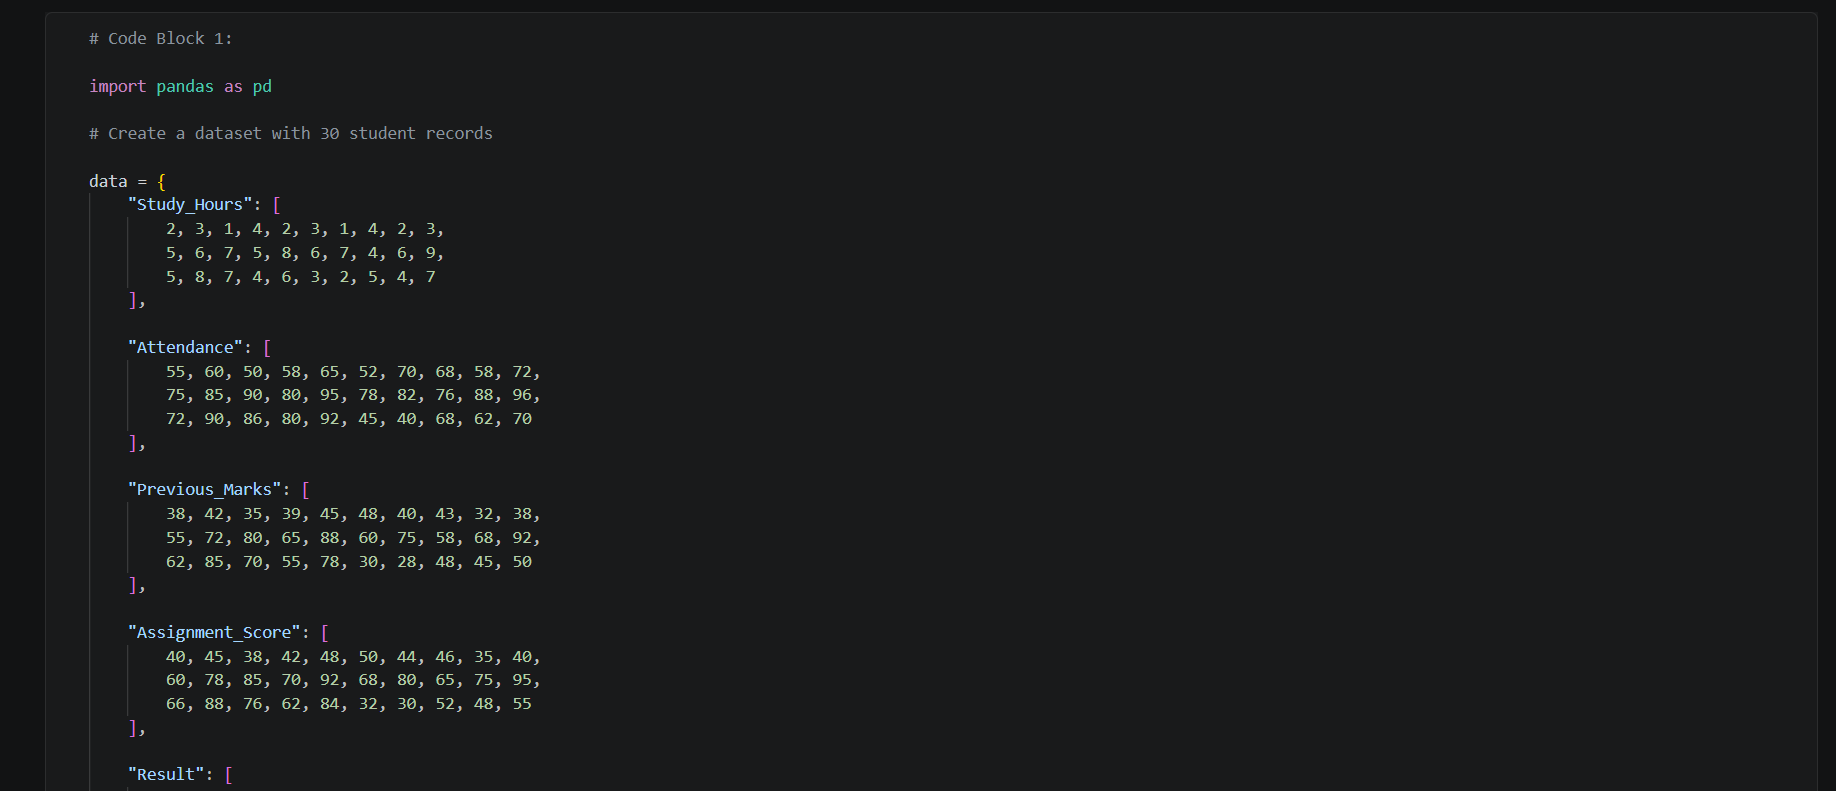 # Code Block 1:
import pandas as pd
# Create a dataset with 30 student records
data = {
"Study_Hours": [
2, 3, 1, 4, 2, 3, 1, 4, 2, 3,
5, 6, 7, 5, 8, 6, 7, 4, 6, 9,
5, 8, 7, 4, 6, 3, 2, 5, 4, 7
],
"Attendance": [
55, 60, 50, 58, 65, 52, 70, 68, 58, 72,
75, 85, 90, 80, 95, 78, 82, 76, 88, 96,
72, 90, 86, 80, 92, 45, 40, 68, 62, 70
],
"Previous_Marks": [
38, 42, 35, 39, 45, 48, 40, 43, 32, 38,
55, 72, 80, 65, 88, 60, 75, 58, 68, 92,
62, 85, 70, 55, 78, 30, 28, 48, 45, 50
],
"Assignment_Score": [
40, 45, 38, 42, 48, 50, 44, 46, 35, 40,
60, 78, 85, 70, 92, 68, 80, 65, 75, 95,
66, 88, 76, 62, 84, 32, 30, 52, 48, 55
],
"Result": [